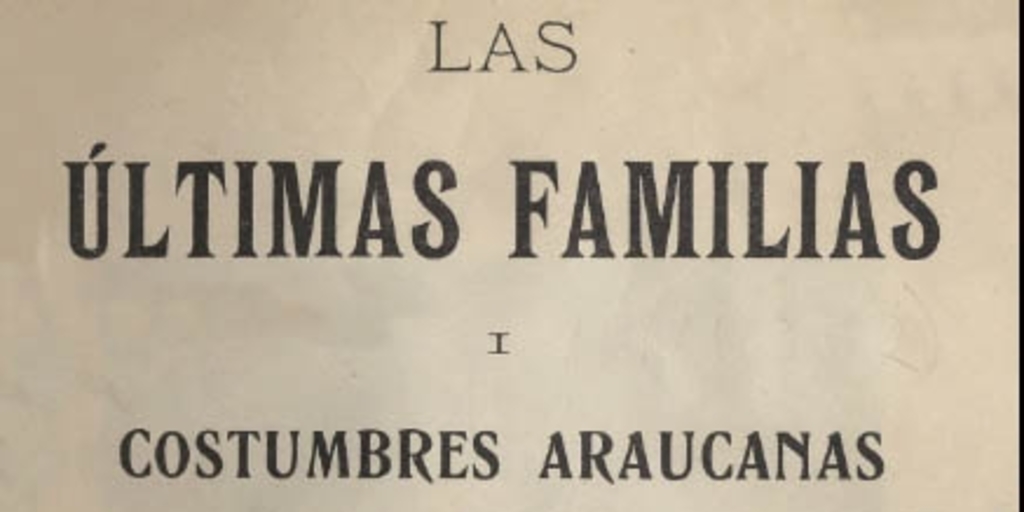 LAS
ÚLTIMAS FAMILIAS
I
COSTUMBRES ARAUCANAS